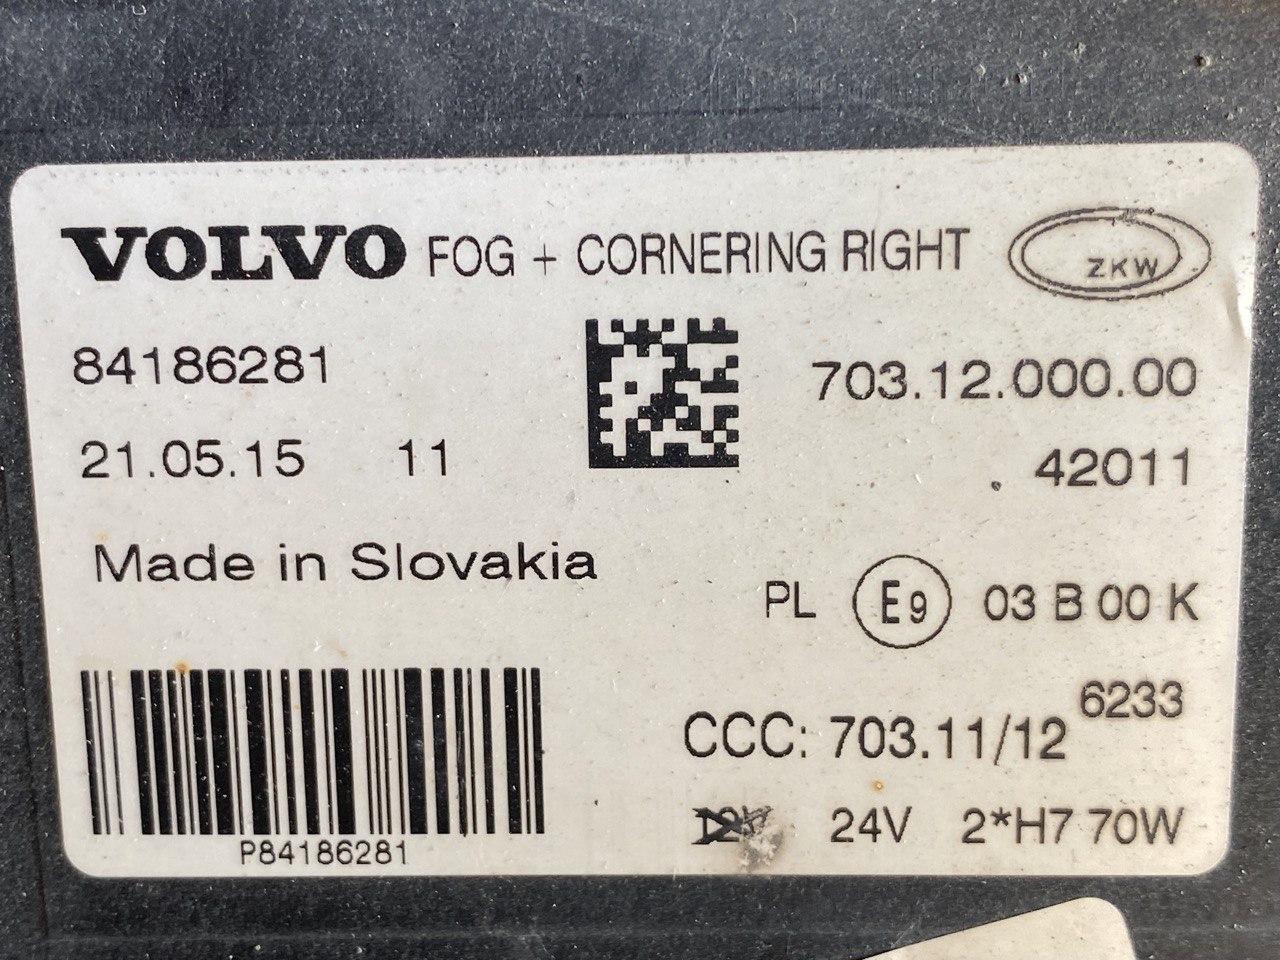 VOLVO FOG + CORNERING RIGHT ZKW
84186281 703.12.000.00
21.05.15 11 42011
Made in Slovakia
PL E9 03 B 00 K
6233
CCC: 703.11/12
24V 2*H7 70W
P84186281